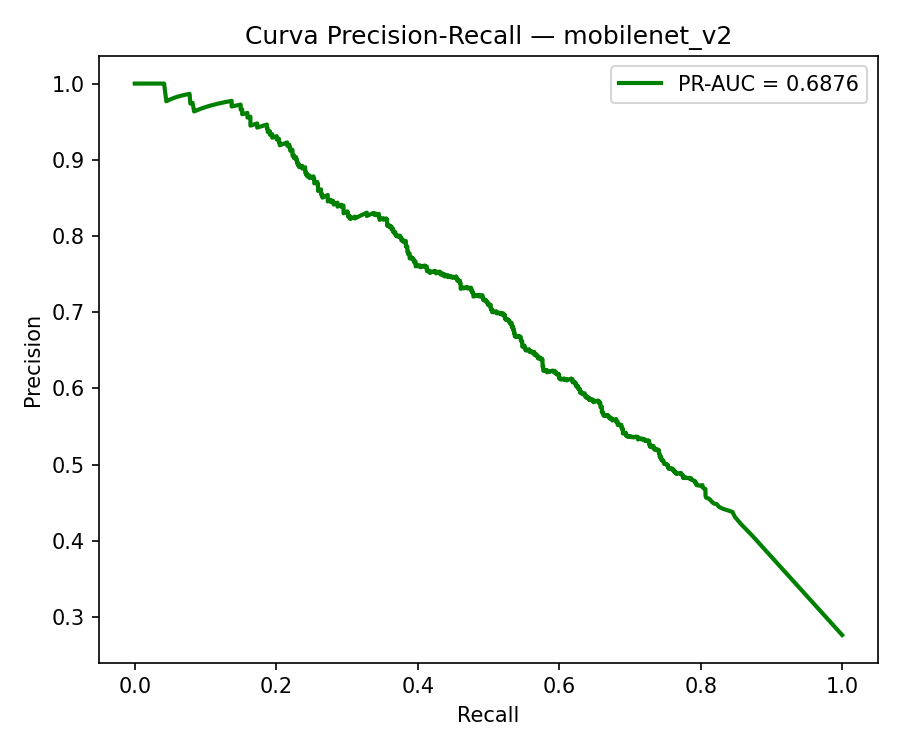 Curva Precision-Recall — mobilenet_v2
PR-AUC = 0.6876
1.0
0.9
0.8
0.7
0.6
0.5
0.4
0.3
Precision
0.0 0.2 0.4 0.6 0.8 1.0
Recall